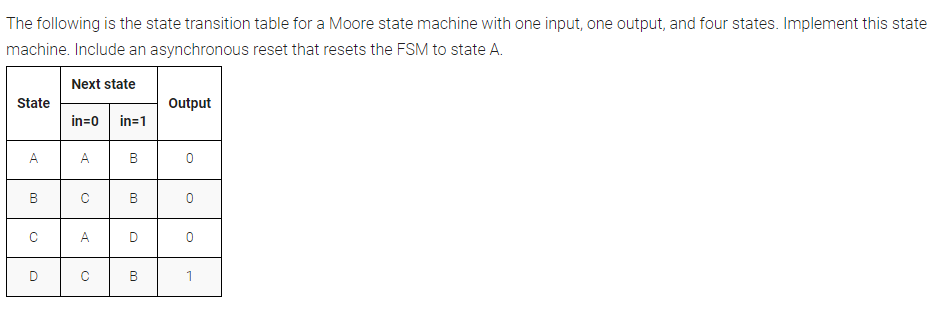 The following is the state transition table for a Moore state machine with one input, one output, and four states. Implement this state
machine. Include an asynchronous reset that resets the FSM to state A.
State Next state Output
in=0 in=1
A A B 0
B C B 0
C A D 0
D C B 1